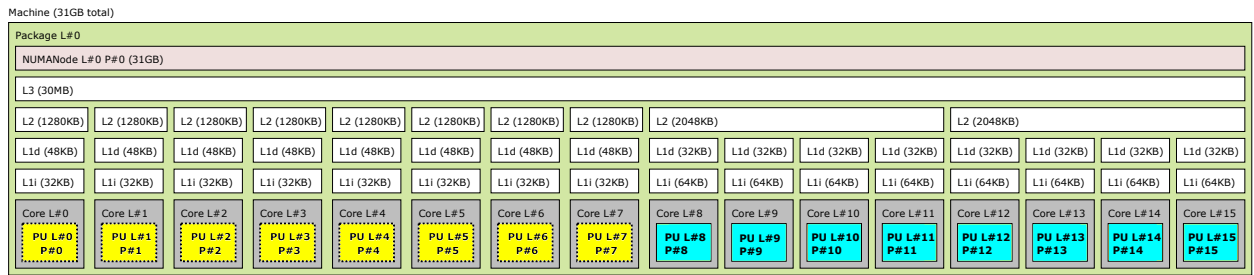 Machine (31GB total)
Package L#0
NUMANode L#0 P#0 (31GB)
L3 (30MB)
L2 (1280KB) L2 (1280KB) L2 (1280KB) L2 (1280KB) L2 (1280KB) L2 (1280KB) L2 (1280KB) L2 (1280KB) L2 (2048KB) L2 (2048KB)
L1d (48KB) L1d (48KB) L1d (48KB) L1d (48KB) L1d (48KB) L1d (48KB) L1d (48KB) L1d (48KB) L1d (32KB) L1d (32KB) L1d (32KB) L1d (32KB) L1d (32KB) L1d (32KB) L1d (32KB) L1d (32KB)
L1i (32KB) L1i (32KB) L1i (32KB) L1i (32KB) L1i (32KB) L1i (32KB) L1i (32KB) L1i (32KB) L1i (64KB) L1i (64KB) L1i (64KB) L1i (64KB) L1i (64KB) L1i (64KB) L1i (64KB) L1i (64KB)
Core L#0 Core L#1 Core L#2 Core L#3 Core L#4 Core L#5 Core L#6 Core L#7 Core L#8 Core L#9 Core L#10 Core L#11 Core L#12 Core L#13 Core L#14 Core L#15
PU L#0 PU L#1 PU L#2 PU L#3 PU L#4 PU L#5 PU L#6 PU L#7 PU L#8 PU L#9 PU L#10 PU L#11 PU L#12 PU L#13 PU L#14 PU L#15
P#0 P#1 P#2 P#3 P#4 P#5 P#6 P#7 P#8 P#9 P#10 P#11 P#12 P#13 P#14 P#15